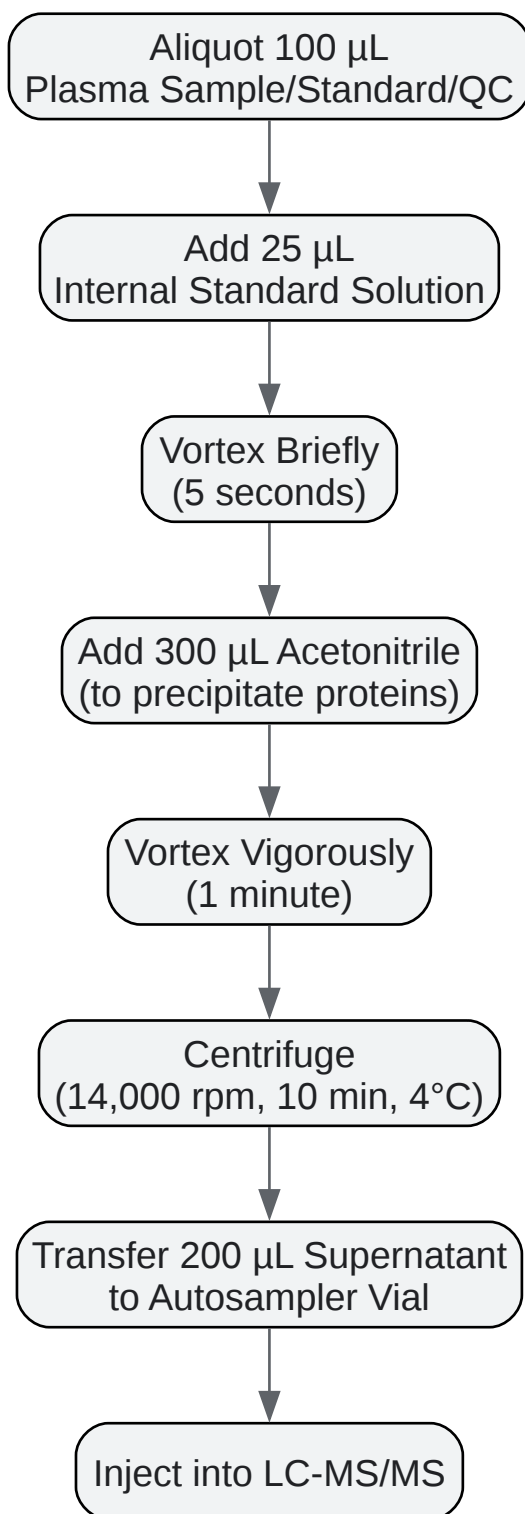 Aliquot 100 µL
Plasma Sample/Standard/QC
Add 25 µL
Internal Standard Solution
Vortex Briefly
(5 seconds)
Add 300 µL Acetonitrile
(to precipitate proteins)
Vortex Vigorously
(1 minute)
Centrifuge
(14,000 rpm, 10 min, 4°C)
Transfer 200 µL Supernatant
to Autosampler Vial
Inject into LC-MS/MS